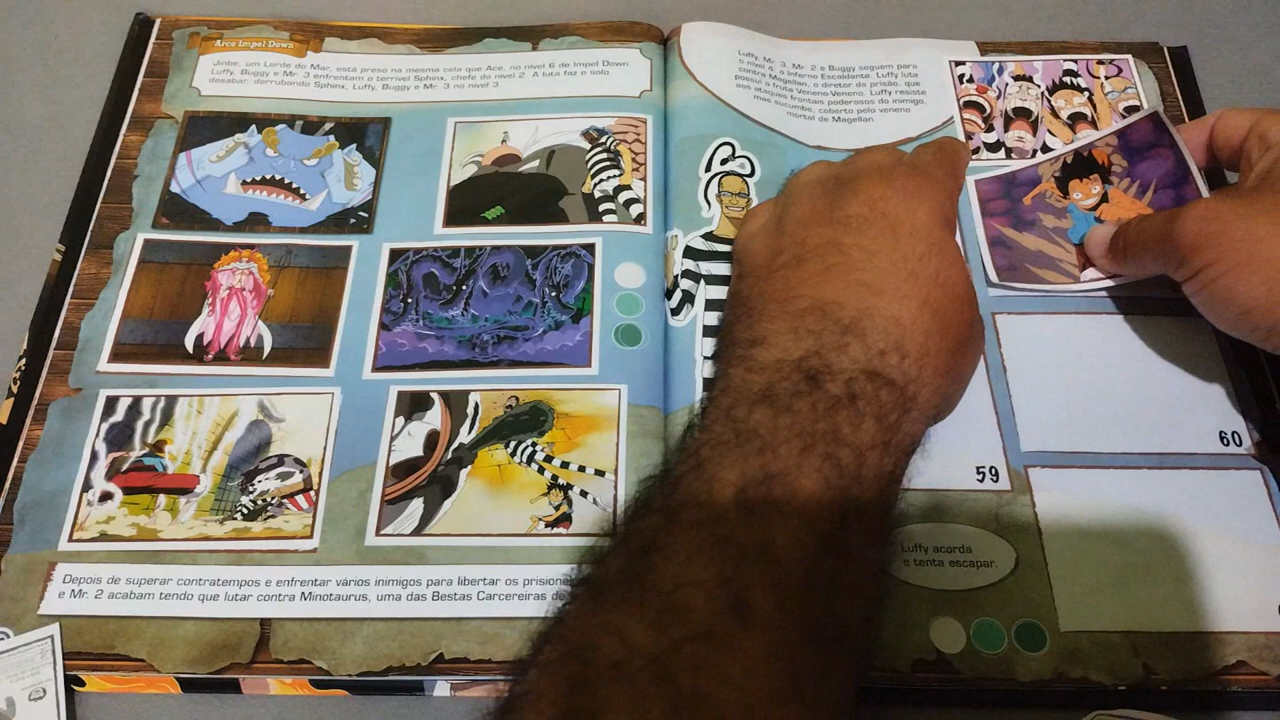 Arco Impel Down
Jinbe, um Lorde do Mar, está preso na mesma cela que Ace, no nível 6 de Impel Down.
Luffy, Buggy e Mr. 3 enfrentam o terrível Sphinx, chefe do nível 2. A luta faz o solo
desabar, derrubando Sphinx, Luffy, Buggy e Mr. 3 no nível 3.
Depois de superar contratempos e enfrentar vários inimigos para libertar os
e Mr. 2 acabam tendo que lutar contra Minotaurus, uma das Bestas Carcereiras
Luffy, Mr. 3, Mr. 2 e Buggy seguem para
o nível 4, o Inferno Escaldante. Luffy luta
contra Magellan, o diretor da prisão, que
possui a fruta Veneno-Veneno. Luffy resiste
aos ataques frontais poderosos do inimigo,
mas sucumbe, coberto pelo veneno
mortal de Magellan.
59
60
Luffy acorda
e tenta escapar.